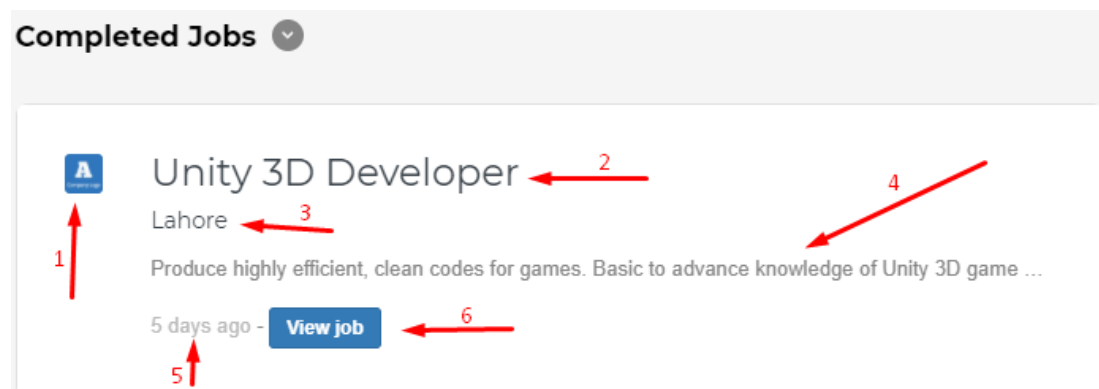 Completed Jobs
A
Unity 3D Developer
2
4
Lahore
3
1
Produce highly efficient, clean codes for games. Basic to advance knowledge of Unity 3D game ...
5 days ago - View job
6
5